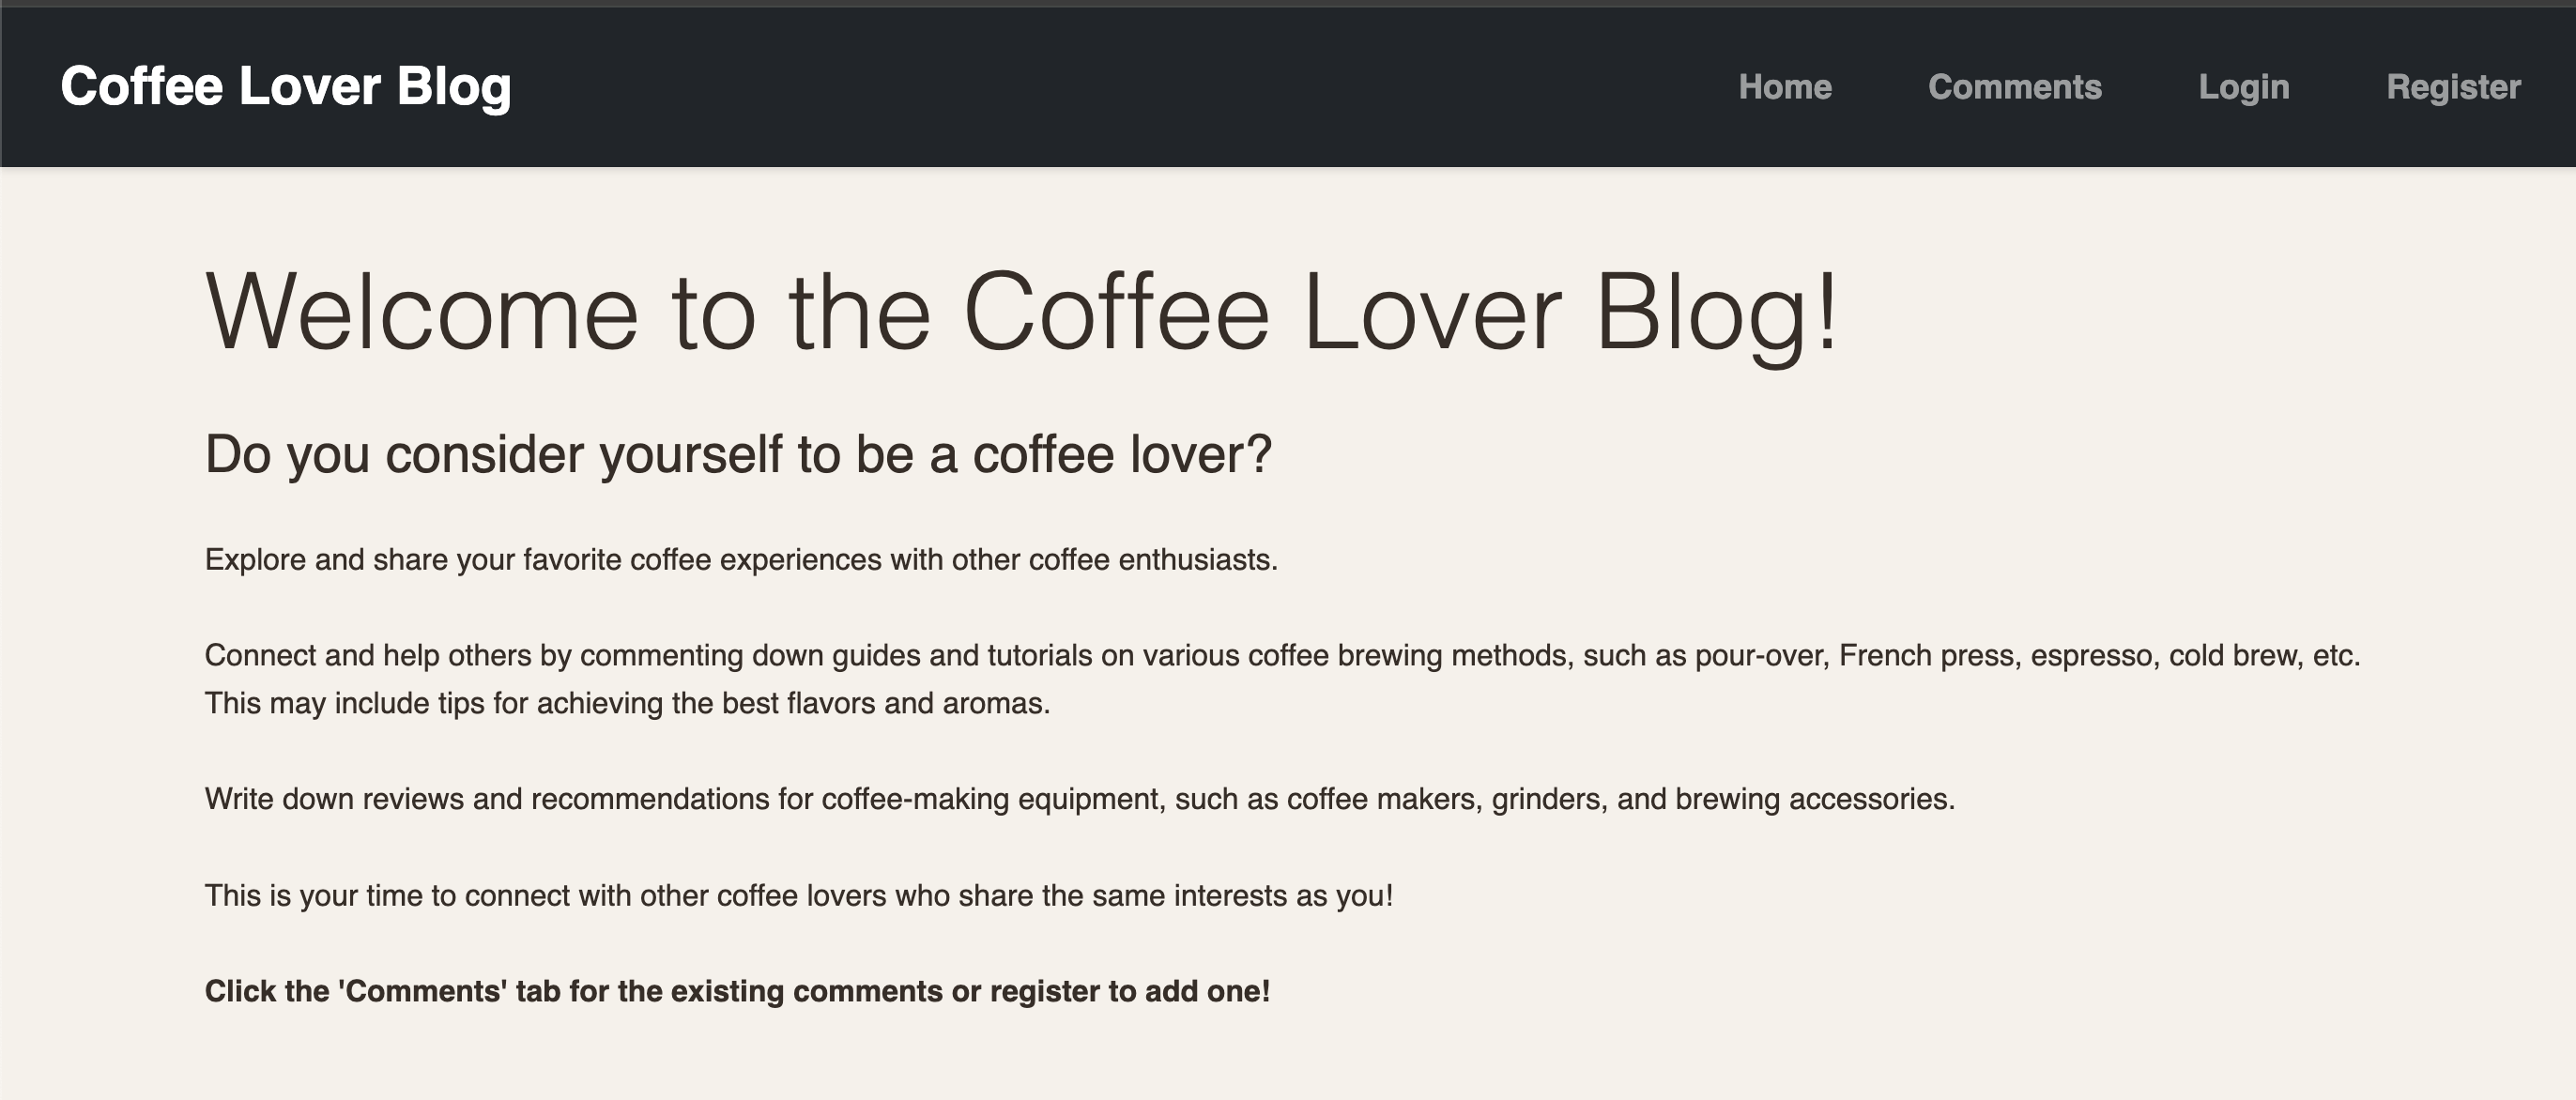 Coffee Lover Blog
Home Comments Login Register
Welcome to the Coffee Lover Blog!
Do you consider yourself to be a coffee lover?
Explore and share your favorite coffee experiences with other coffee enthusiasts.
Connect and help others by commenting down guides and tutorials on various coffee brewing methods, such as pour-over, French press, espresso, cold brew, etc.
This may include tips for achieving the best flavors and aromas.
Write down reviews and recommendations for coffee-making equipment, such as coffee makers, grinders, and brewing accessories.
This is your time to connect with other coffee lovers who share the same interests as you!
Click the 'Comments' tab for the existing comments or register to add one!